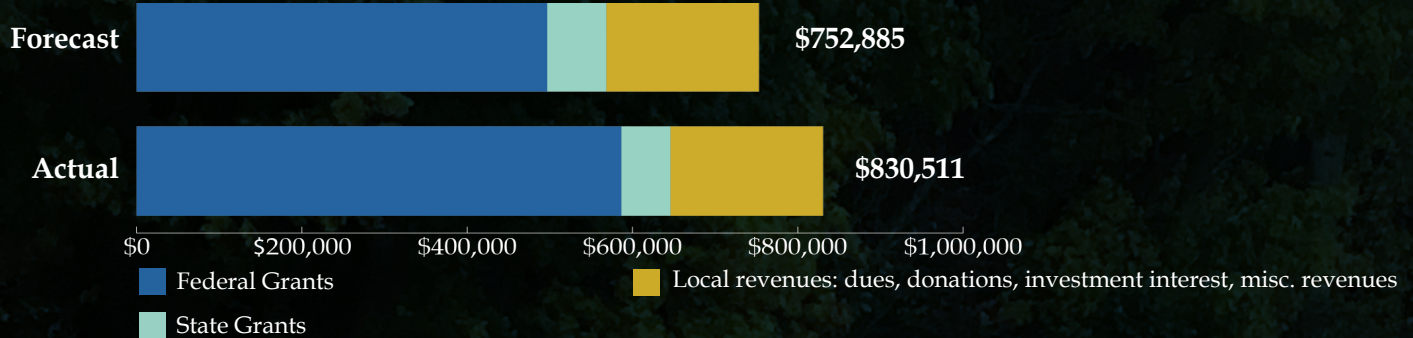 Forecast
$752,885
Actual
$830,511
$0 $200,000 $400,000 $600,000 $800,000 $1,000,000
Federal Grants
Local revenues: dues, donations, investment interest, misc. revenues
State Grants